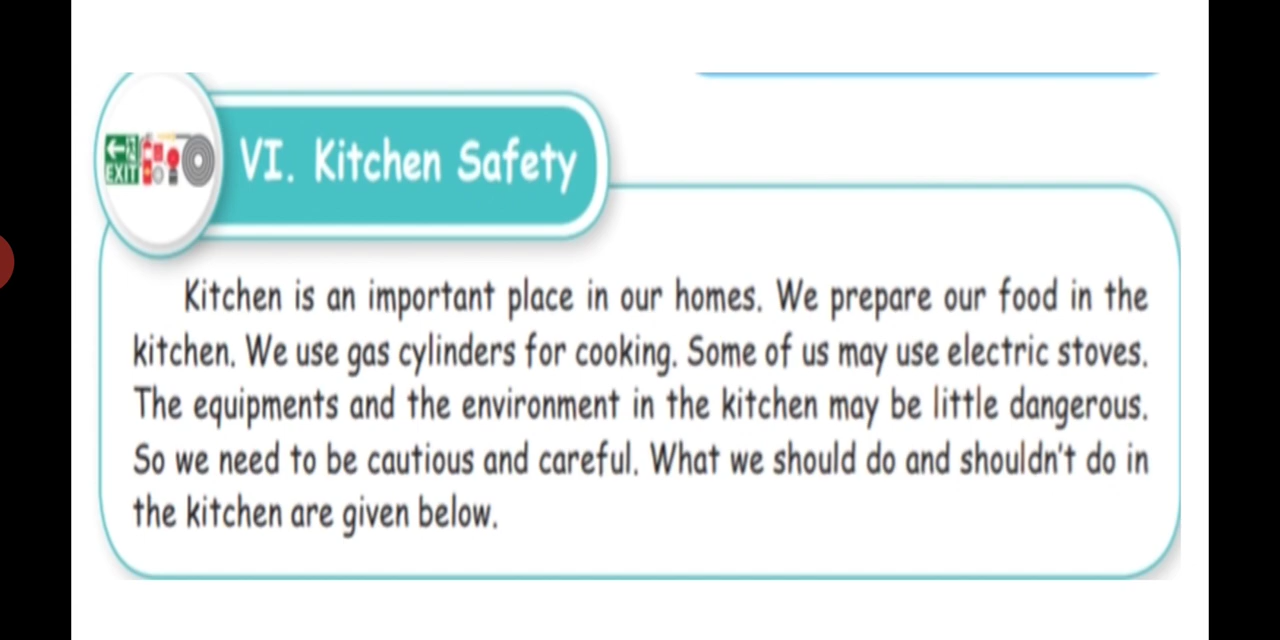 EXIT
VI. Kitchen Safety
Kitchen is an important place in our homes. We prepare our food in the
kitchen. We use gas cylinders for cooking. Some of us may use electric stoves.
The equipments and the environment in the kitchen may be little dangerous.
So we need to be cautious and careful. What we should do and shouldn't do in
the kitchen are given below.